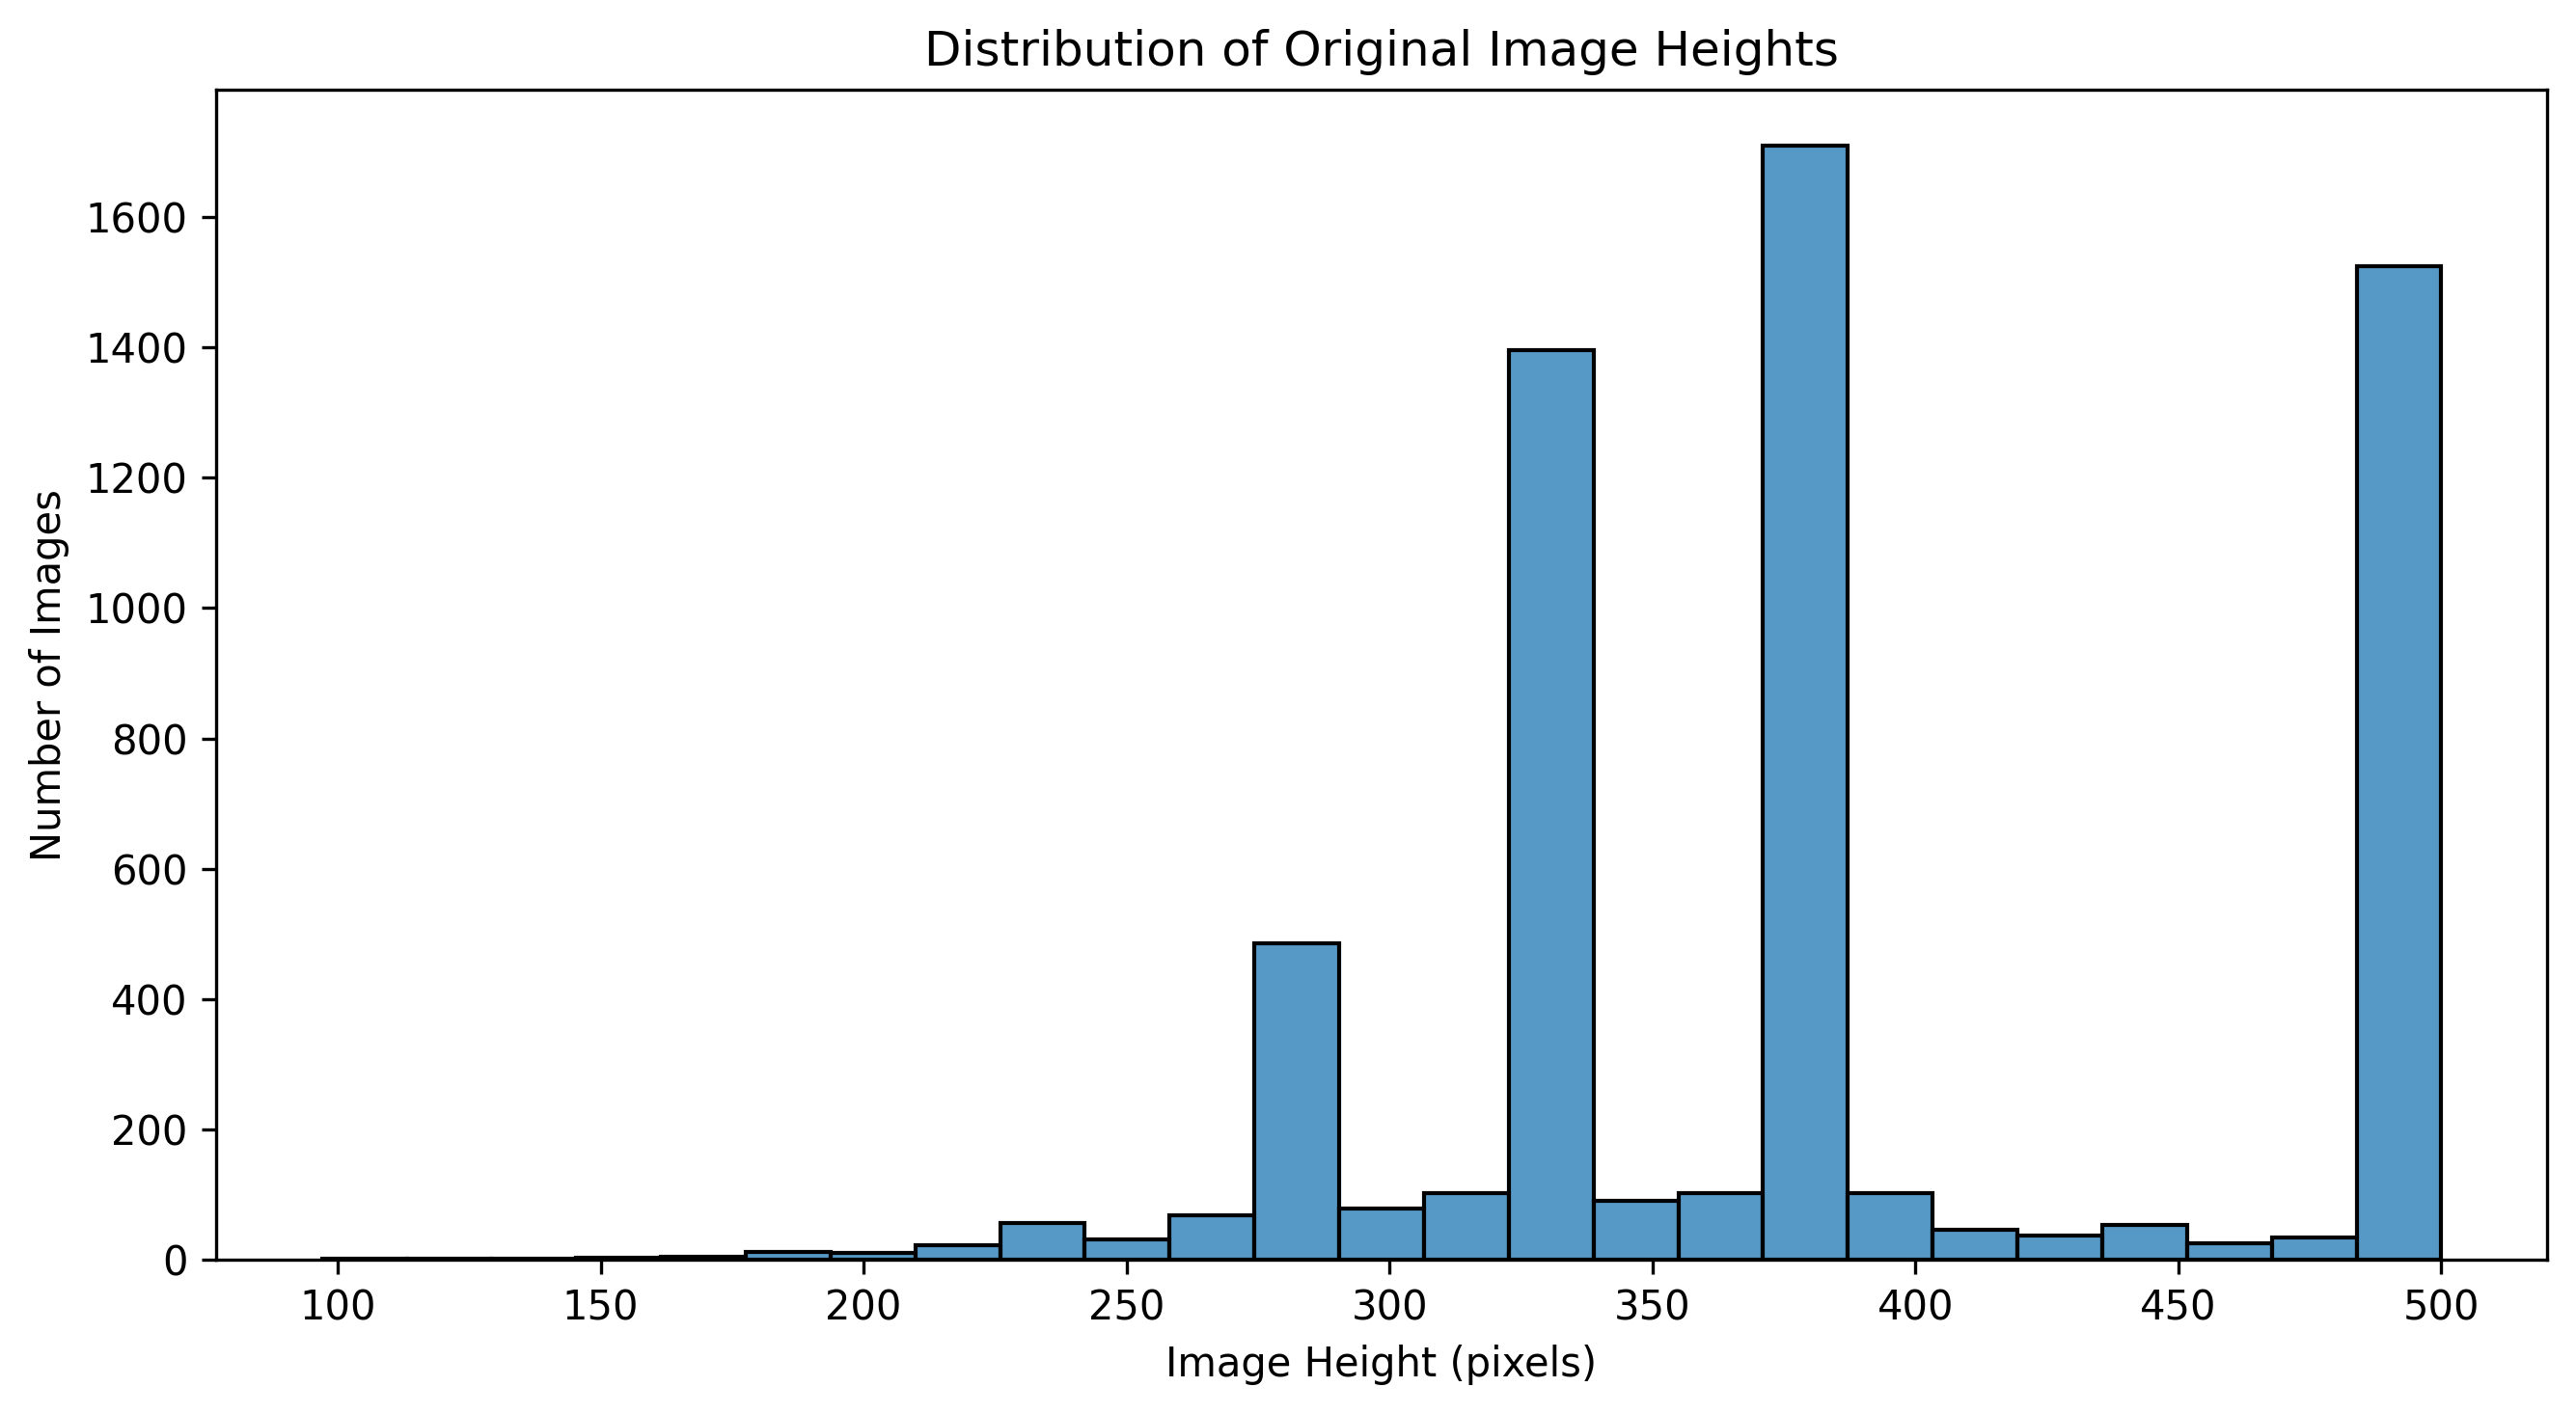 Distribution of Original Image Heights
Number of Images
1600
1400
1200
1000
800
600
400
200
0
100 150 200 250 300 350 400 450 500
Image Height (pixels)